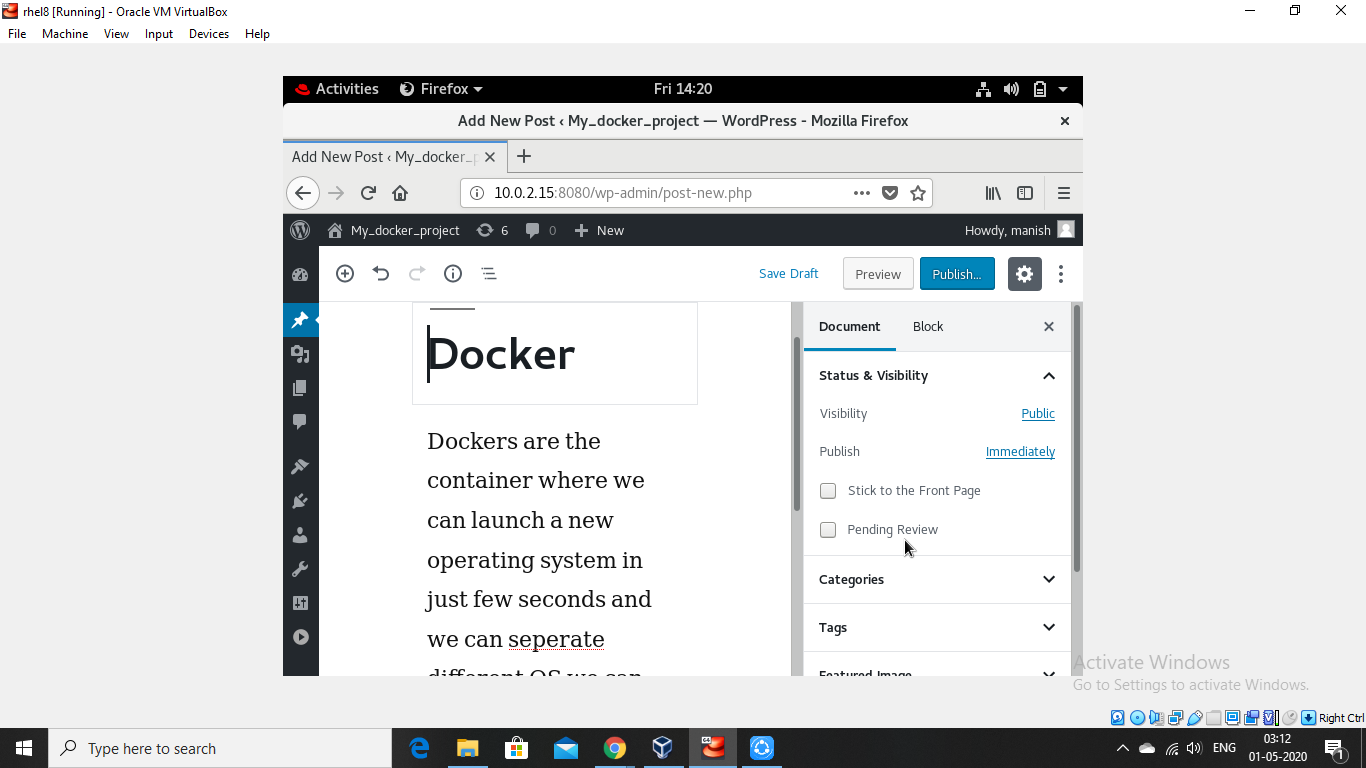 rhel8 [Running] - Oracle VM VirtualBox
File Machine View Input Devices Help
Activities Firefox Fri 14:20
Add New Post ‹ My_docker_project — WordPress - Mozilla Firefox
Add New Post ‹ My_docker_p
10.0.2.15:8080/wp-admin/post-new.php
My_docker_project 6 0 New Howdy, manish
Save Draft Preview Publish...
Document Block
Docker
Status & Visibility
Visibility Public
Publish Immediately
Stick to the Front Page
Pending Review
Categories
Tags
Featured Image
Dockers are the
container where we
can launch a new
operating system in
just few seconds and
we can seperate
different OS we can
Activate Windows
Go to Settings to activate Windows.
Right Ctrl
Type here to search
ENG
03:12
01-05-2020
1